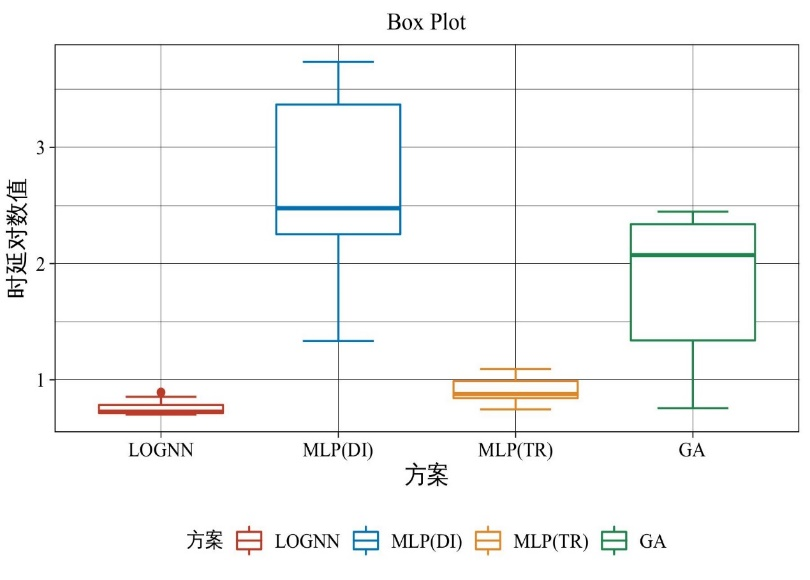 Box Plot
时延对数值
3
2
1
LOGNN MLP(DI) MLP(TR) GA
方案
方案 LOGNN MLP(DI) MLP(TR) GA